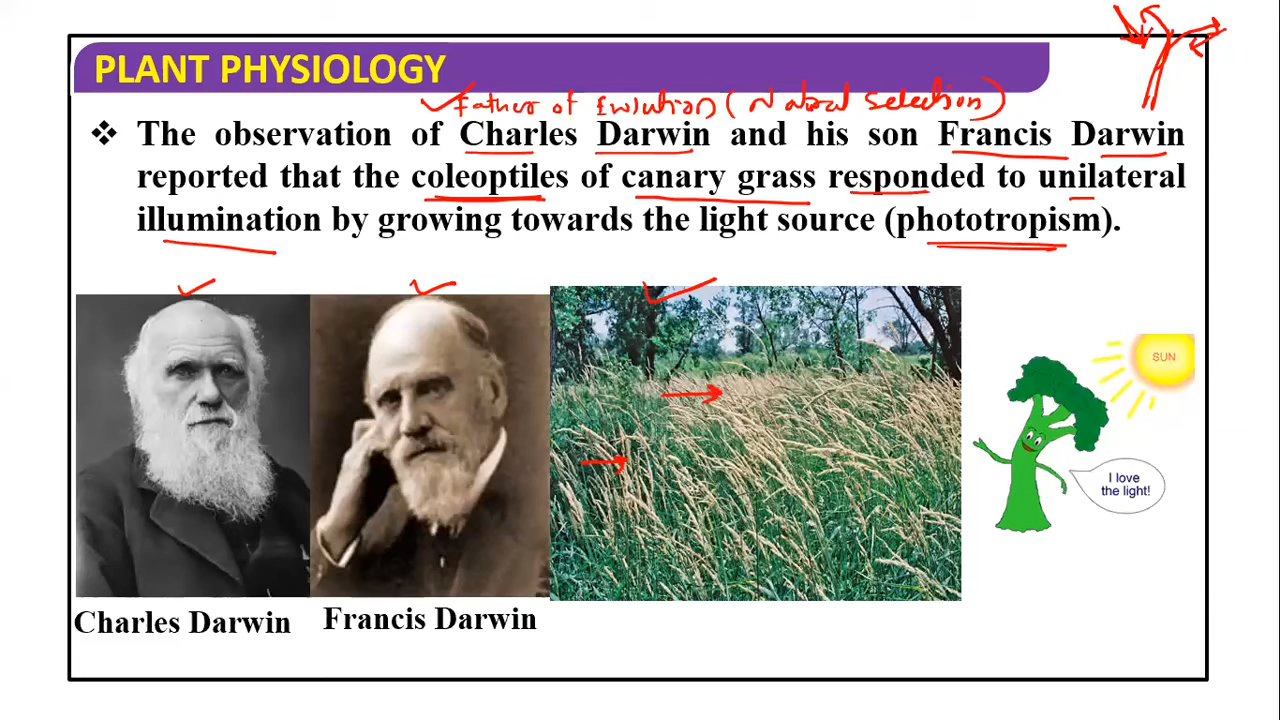 PLANT PHYSIOLOGY
Father of Evolution (Natural Selection)
❖ The observation of Charles Darwin and his son Francis Darwin
reported that the coleoptiles of canary grass responded to unilateral
illumination by growing towards the light source (phototropism).
SUN
I love
the light!
Charles Darwin
Francis Darwin